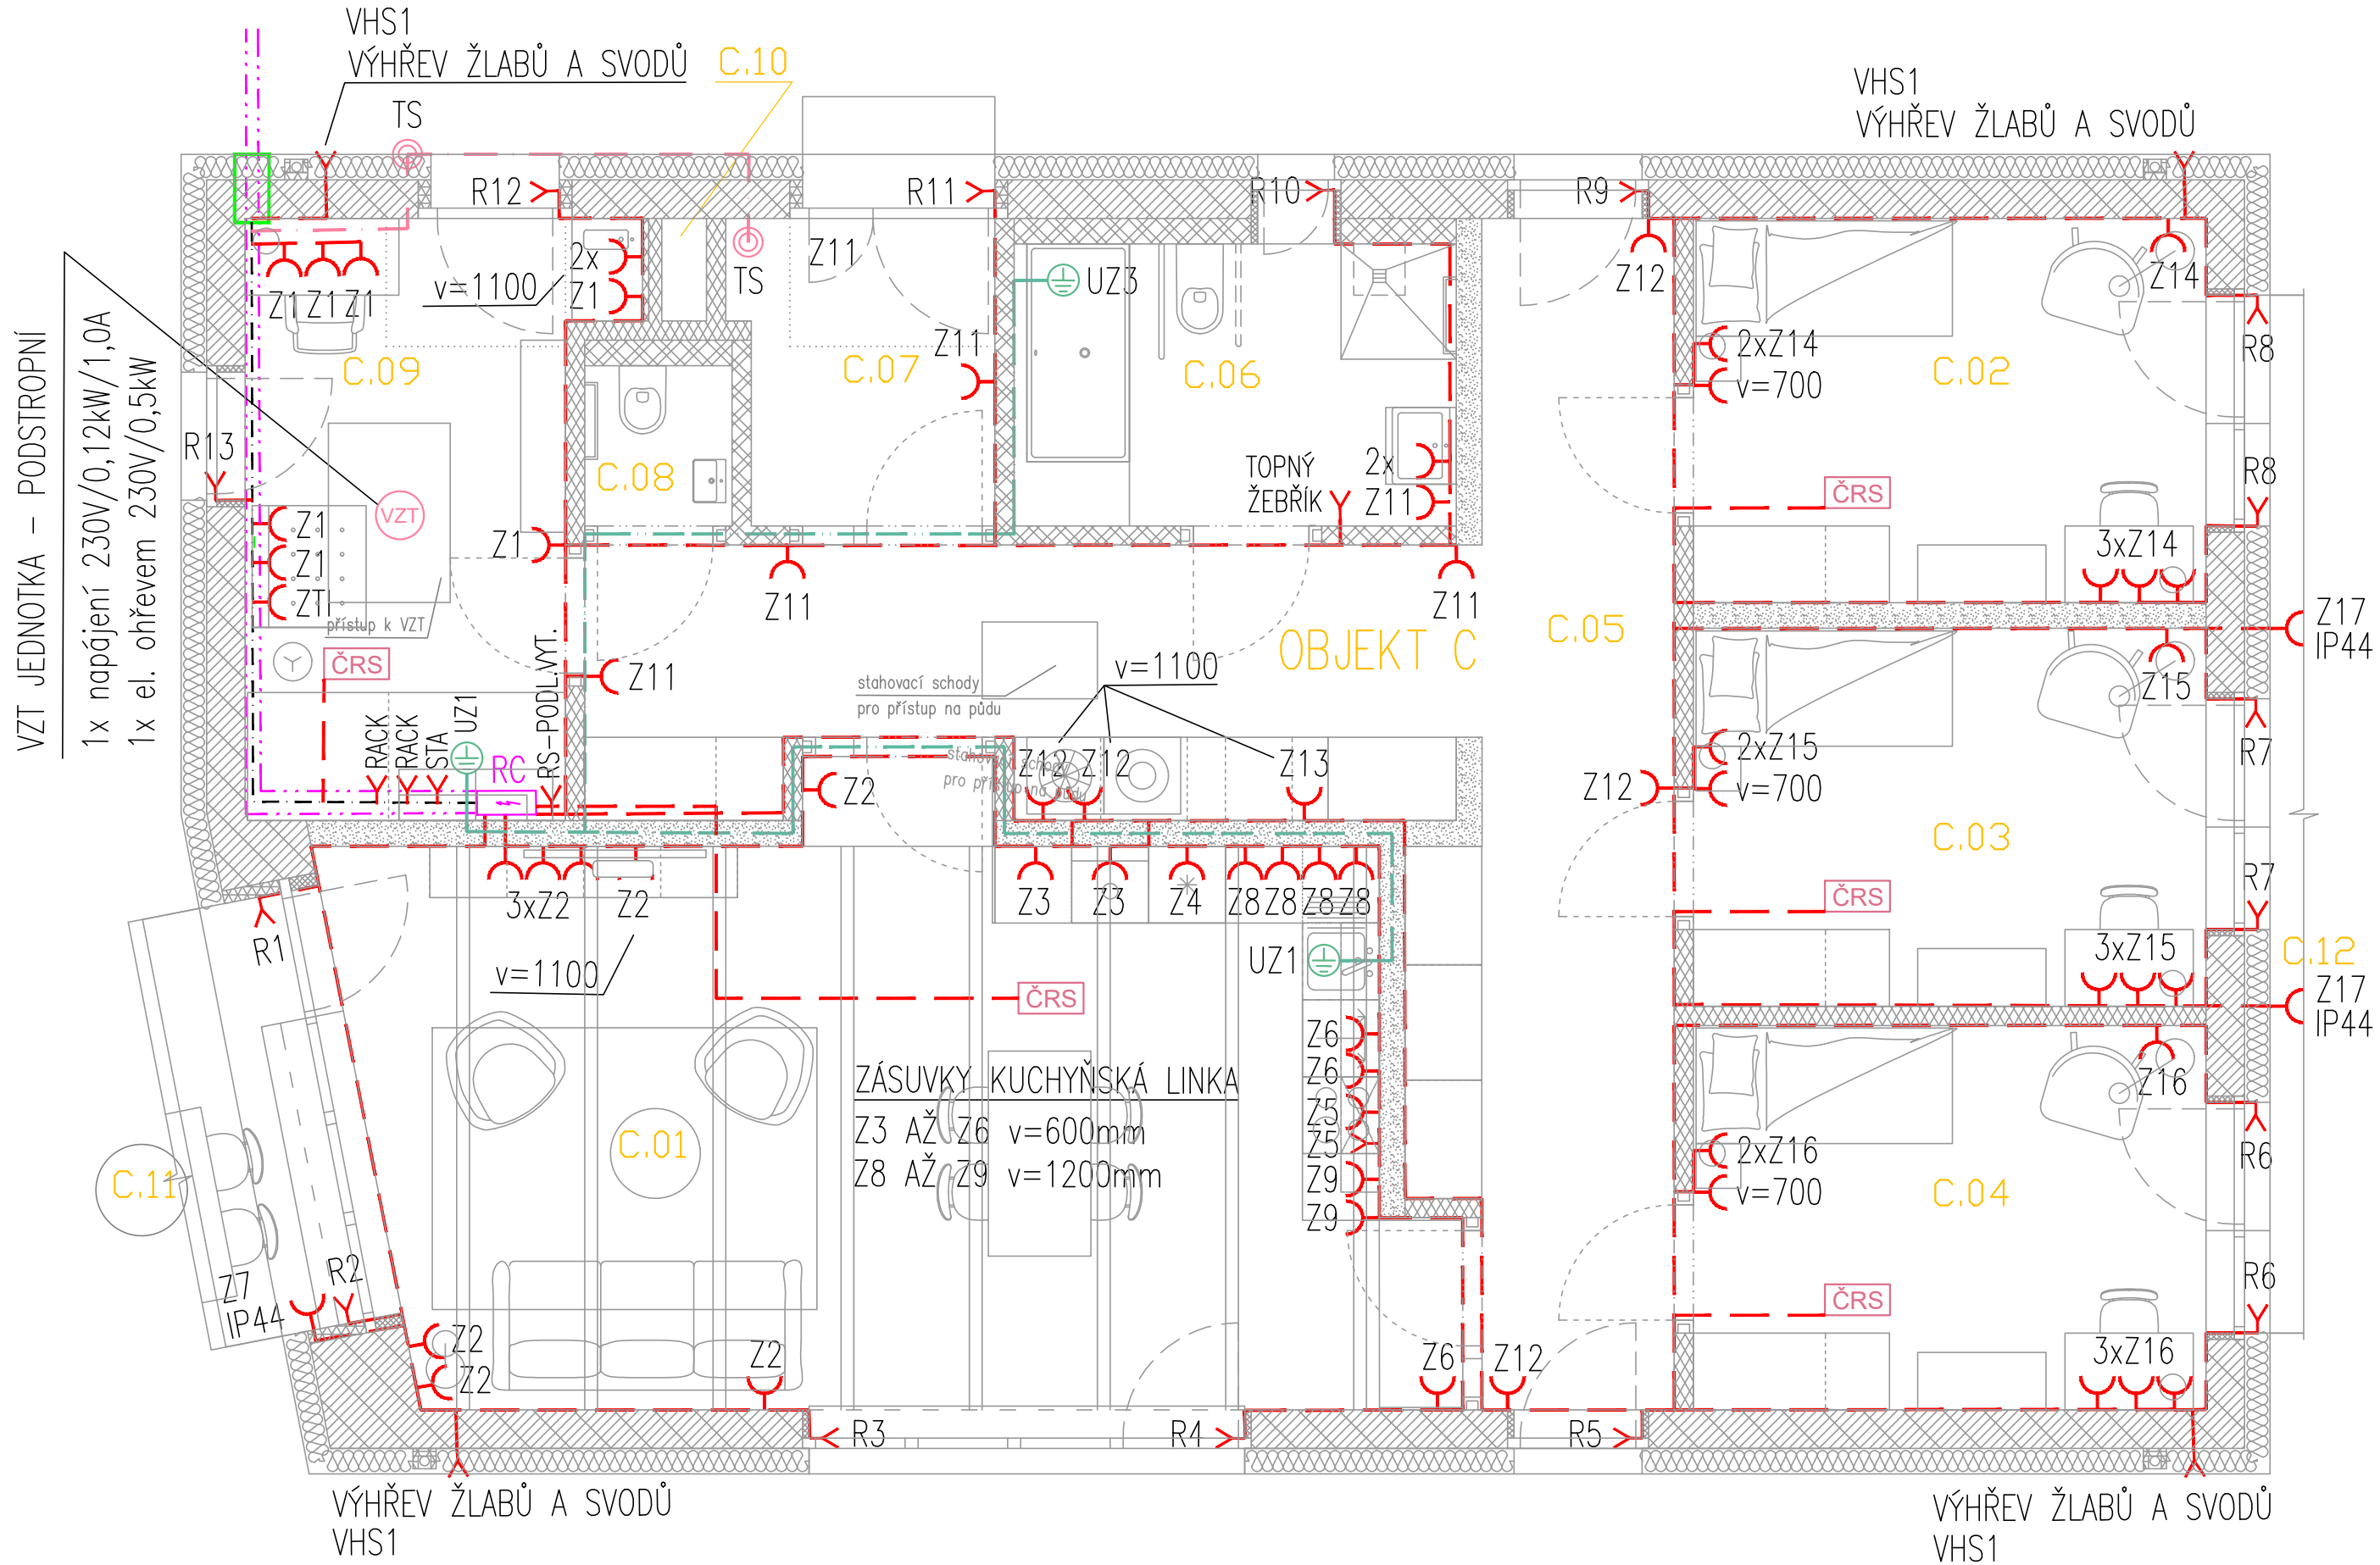 VHS1
VÝHŘEV ŽLABŮ A SVODŮ
C.10
VHS1
VÝHŘEV ŽLABŮ A SVODŮ
TS
R12
R11
R10
R9
VZT JEDNOTKA – PODSTROPNÍ
1x napájení 230V/0,12kW/1,0A
1x el. ohřevem 230V/0,5kW
Z1
Z1
Z1
v=1100
2x
Z1
TS
Z11
UZ3
Z12
Z14
C.09
C.07
Z11
C.06
2xZ14
v=700
C.02
R8
R13
C.08
VZT
TOPNÝ
ŽEBŘÍK
2x
Z11
ČRS
R8
Z1
Z1
ZTI
Z1
přístup k VZT
Z11
Z11
3xZ14
Z17
IP44
ČRS
Z11
OBJEKT C
C.05
stahovací schody
pro přístup na půdu
v=1100
Z15
RACK
RACK
STA
UZ1
RC
RS-PODL.VYT.
Z2
stahovací schody
pro přístup na půdu
Z12
Z12
Z13
Z12
2xZ15
v=700
R7
C.03
3xZ2
Z2
Z3
Z3
Z4
Z8
Z8
Z8
Z8
ČRS
R7
R1
v=1100
UZ1
ČRS
3xZ15
C.12
Z17
IP44
Z6
Z6
Z5
Z5
Z9
Z9
ZÁSUVKY KUCHYŇSKÁ LINKA
Z3 AŽ Z6 v=600mm
Z8 AŽ Z9 v=1200mm
C.01
C.11
Z16
2xZ16
v=700
C.04
R6
Z7
IP44
R2
ČRS
R6
Z2
Z2
Z2
Z6
Z12
3xZ16
R3
R4
R5
VÝHŘEV ŽLABŮ A SVODŮ
VHS1
VÝHŘEV ŽLABŮ A SVODŮ
VHS1